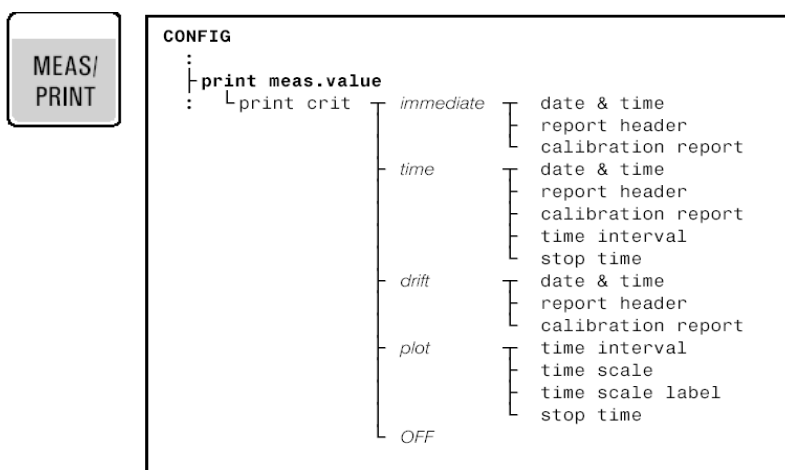 MEAS/
PRINT
CONFIG
:
print meas.value
: print crit immediate date & time
report header
calibration report
time date & time
report header
calibration report
time interval
stop time
drift date & time
report header
calibration report
plot time interval
time scale
time scale label
stop time
OFF